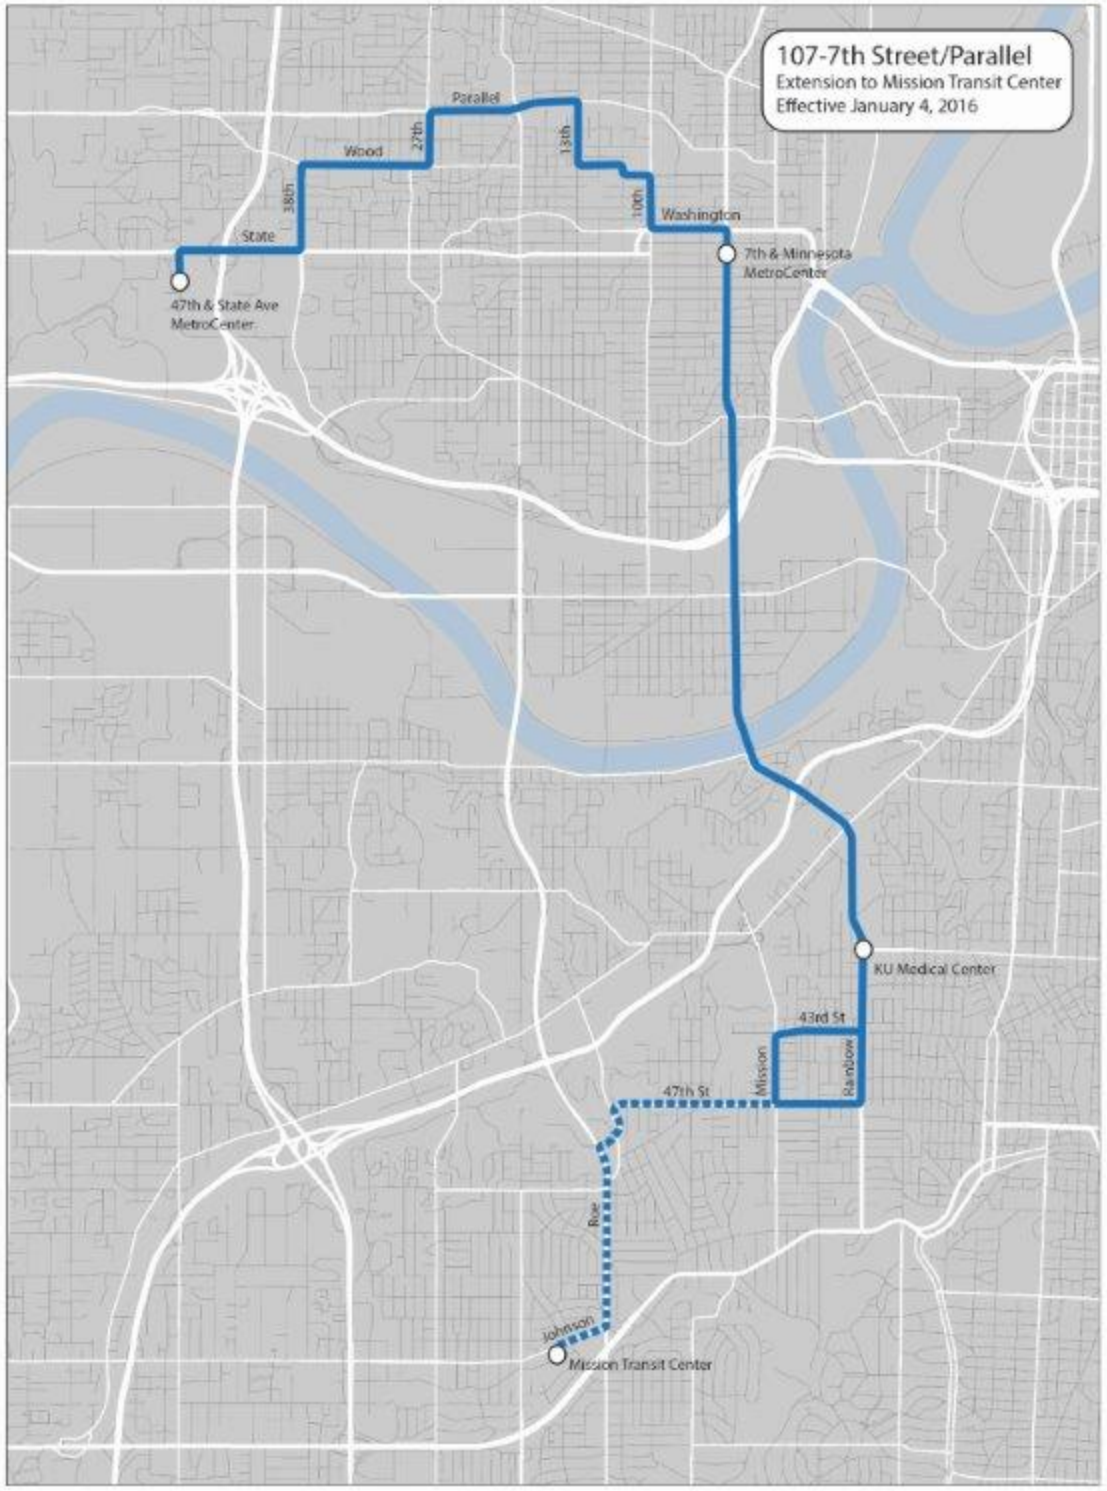 107-7th Street/Parallel
Extension to Mission Transit Center
Effective January 4, 2016
Parallel
27th
13th
Wood
38th
10th
Washington
State
7th & Minnesota
MetroCenter
47th & State Ave
MetroCenter
KU Medical Center
43rd St
Mission
Rainbow
47th St
Roe
Johnson
Mission Transit Center